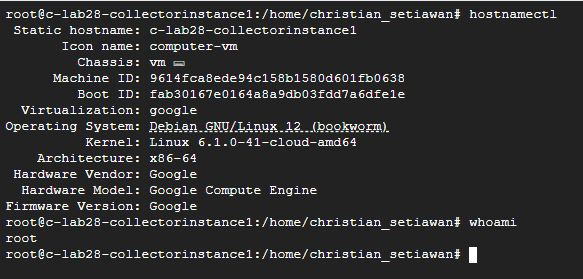 root@c-lab28-collectorinstance1:/home/christian_setiawan# hostnamectl
Static hostname: c-lab28-collectorinstance1
Icon name: computer-vm
Chassis: vm 🖴
Machine ID: 9614fca8ede94c158b1580d601fb0638
Boot ID: fab30167e0164a8a9db03fdd7a6dfe1e
Virtualization: google
Operating System: Debian GNU/Linux 12 (bookworm)
Kernel: Linux 6.1.0-41-cloud-amd64
Architecture: x86-64
Hardware Vendor: Google
Hardware Model: Google Compute Engine
Firmware Version: Google
root@c-lab28-collectorinstance1:/home/christian_setiawan# whoami
root
root@c-lab28-collectorinstance1:/home/christian_setiawan#